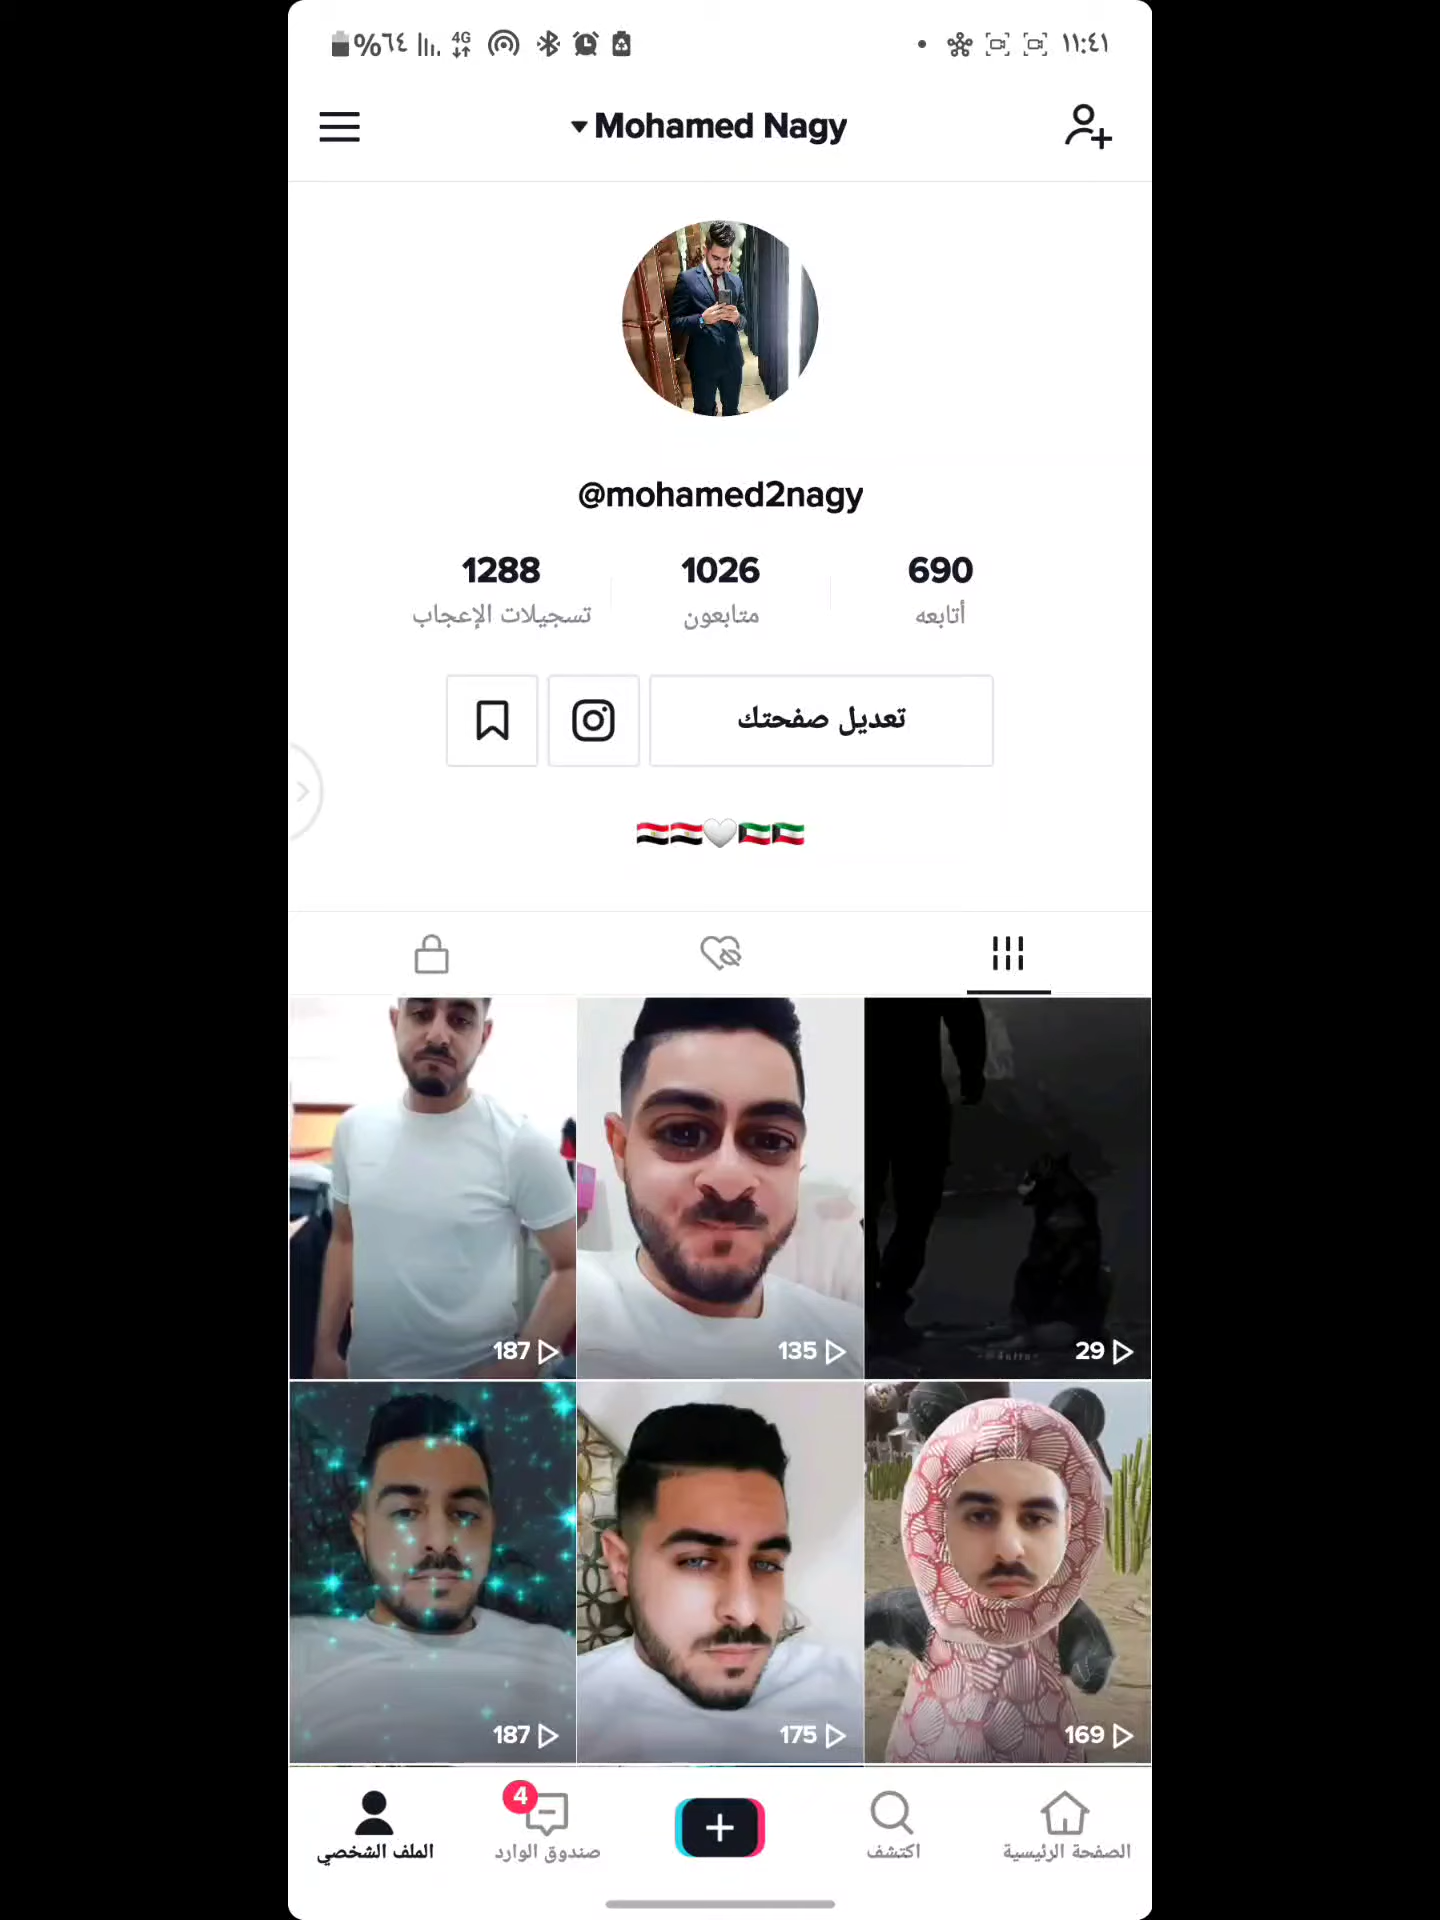 %٦٤ 4G ١١:٤١
Mohamed Nagy
@mohamed2nagy
690 1026 1288
أتابعه متابعون تسجيلات الإعجاب
تعديل صفحتك
187 135 29
187 175 169
4
الصفحة الرئيسية اكتشف صندوق الوارد الملف الشخصي